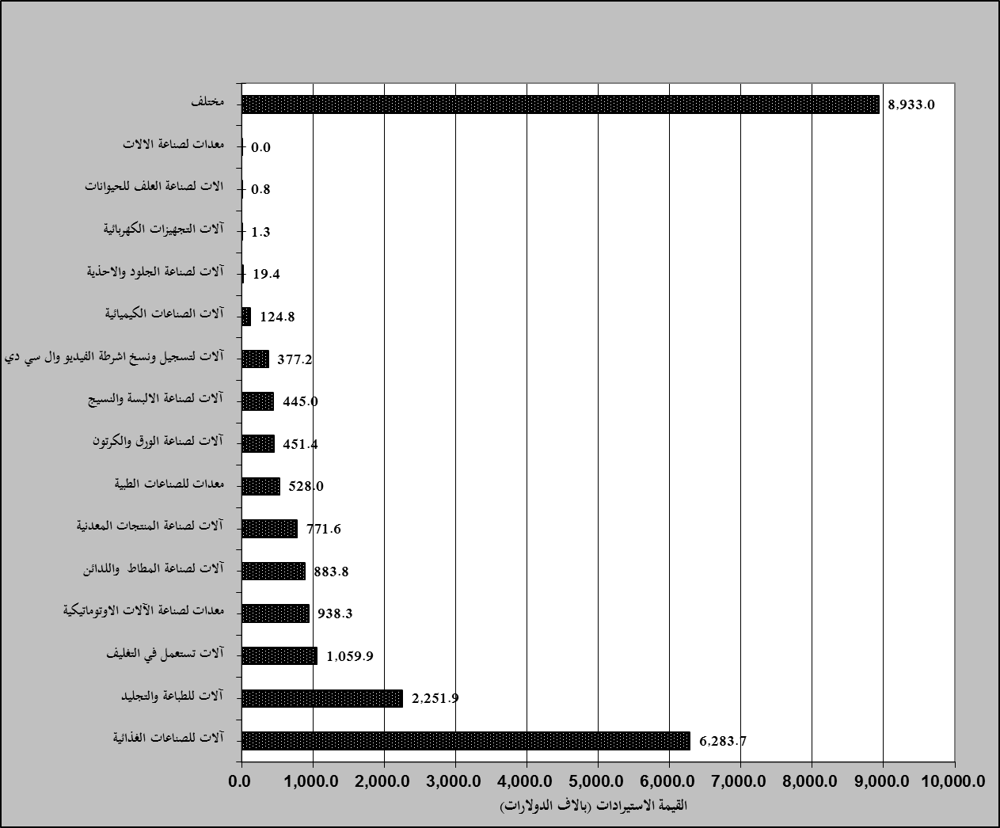 مختلف 8,933.0
معدات لصناعة الالات 0.0
الات لصناعة العلف للحيوانات 0.8
آلات التجهيزات الكهربائية 1.3
آلات لصناعة الجلود والاحذية 19.4
آلات الصناعات الكيميائية 124.8
آلات لتسجيل ونسخ اشرطة الفيديو وال سي دي 377.2
آلات لصناعة الالبسة والنسيج 445.0
آلات لصناعة الورق والكرتون 451.4
معدات للصناعات الطبية 528.0
آلات لصناعة المنتجات المعدنية 771.6
آلات لصناعة المطاط واللدائن 883.8
معدات لصناعة الآلات الاوتوماتيكية 938.3
آلات تستعمل في التغليف 1,059.9
آلات للطباعة والتجليد 2,251.9
آلات للصناعات الغذائية 6,283.7
0.0 1,000.0 2,000.0 3,000.0 4,000.0 5,000.0 6,000.0 7,000.0 8,000.0 9,000.0 10,000.0
القيمة الاستيرادات (بالاف الدولارات)